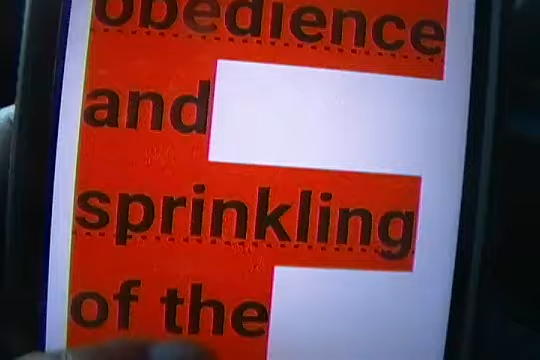 obedience
and
sprinkling
of the